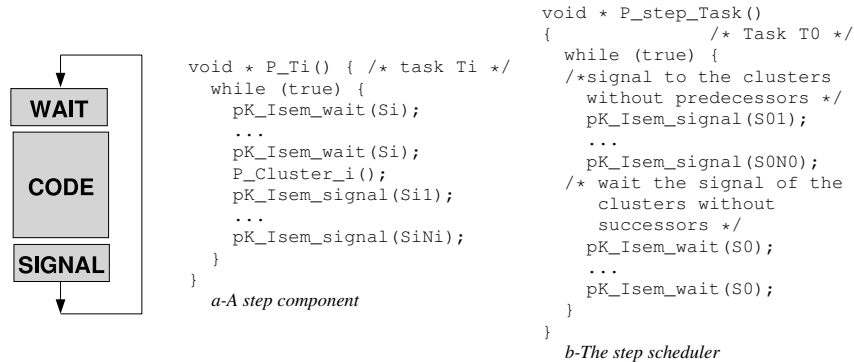 WAIT
CODE
SIGNAL
void * P_Ti() { /* task Ti */
while (true) {
pK_Isem_wait(Si);
...
pK_Isem_wait(Si);
P_Cluster_i();
pK_Isem_signal(Si1);
...
pK_Isem_signal(SiNi);
}
}
a-A step component
void * P_step_Task()
{ /* Task T0 */
while (true) {
/*signal to the clusters
without predecessors */
pK_Isem_signal(S01);
...
pK_Isem_signal(S0N0);
/* wait the signal of the
clusters without
successors */
pK_Isem_wait(S0);
...
pK_Isem_wait(S0);
}
}
b-The step scheduler